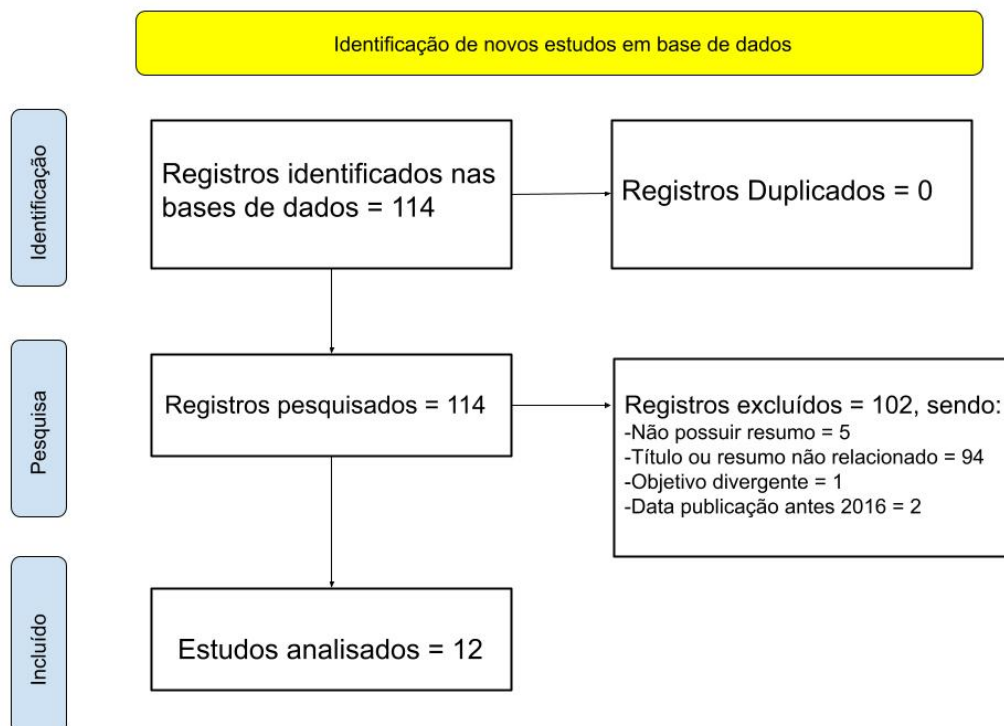 Identificação de novos estudos em base de dados
Identificação
Registros identificados nas
bases de dados = 114
Registros Duplicados = 0
Pesquisa
Registros pesquisados = 114
Registros excluídos = 102, sendo:
-Não possuir resumo = 5
-Título ou resumo não relacionado = 94
-Objetivo divergente = 1
-Data publicação antes 2016 = 2
Incluído
Estudos analisados = 12